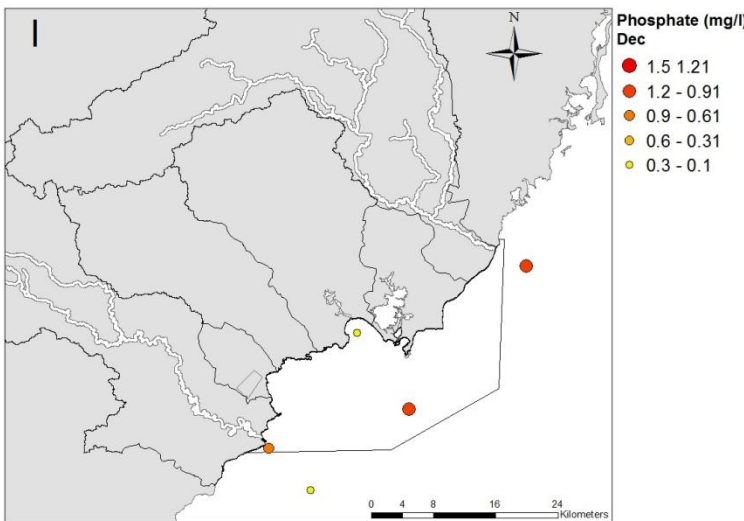 I
N
Phosphate (mg/l)
Dec
1.5 1.21
1.2 - 0.91
0.9 - 0.61
0.6 - 0.31
0.3 - 0.1
0 4 8 16 24
Kilometers